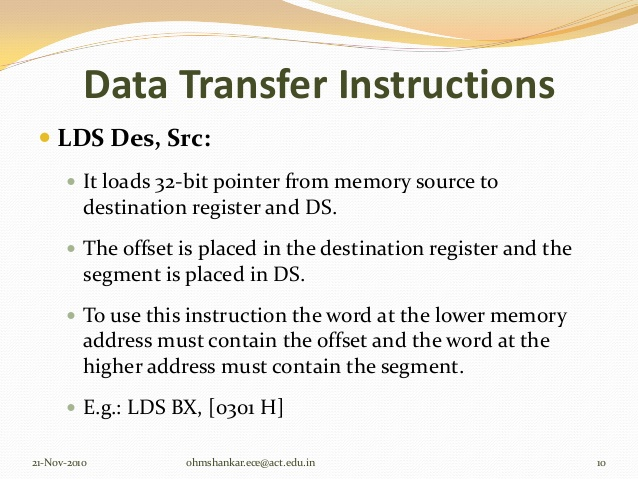 Data Transfer Instructions
• LDS Des, Src:
• It loads 32-bit pointer from memory source to
destination register and DS.
• The offset is placed in the destination register and the
segment is placed in DS.
• To use this instruction the word at the lower memory
address must contain the offset and the word at the
higher address must contain the segment.
• E.g.: LDS BX, [0301 H]
21-Nov-2010 ohmshankar.ece@act.edu.in 10